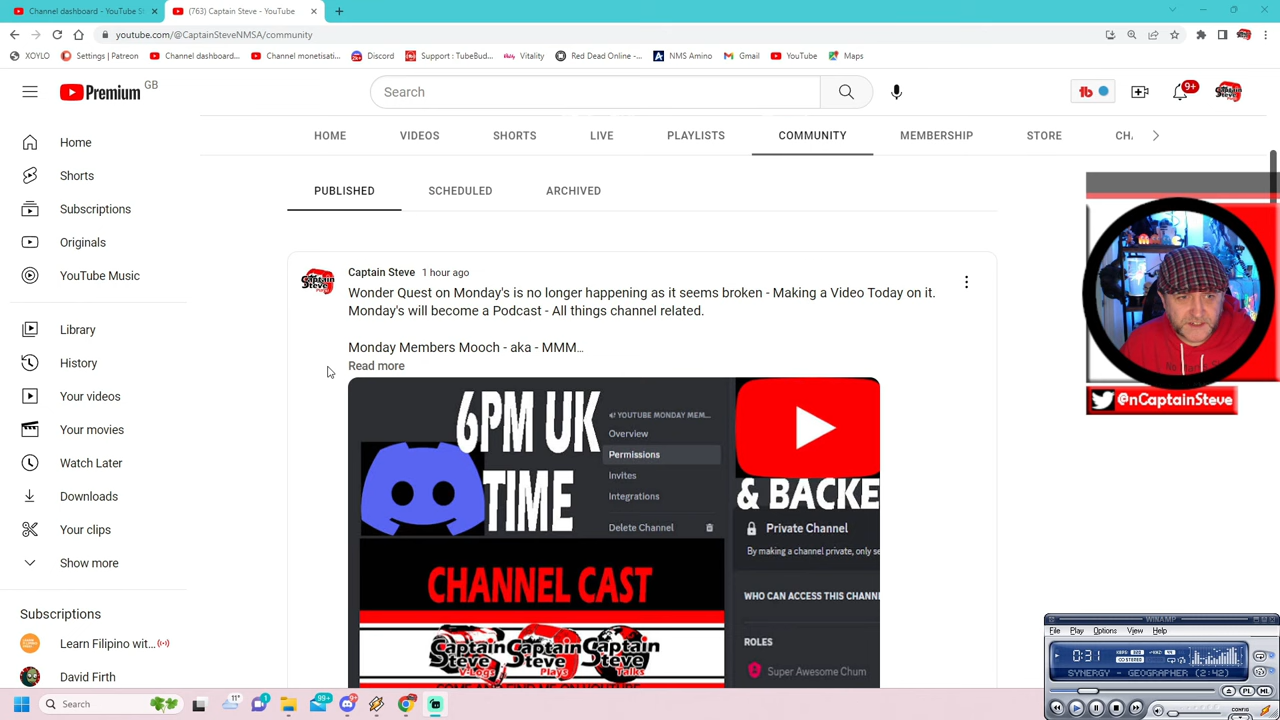 Channel dashboard - YouTube St
(763) Captain Steve - YouTube
youtube.com/@CaptainSteveNMSA/community
XOYLO
Settings | Patreon
Channel dashboard...
Channel monetisati...
Discord
Support : TubeBud...
Vitality
Red Dead Online -...
NMS Amino
Gmail
YouTube
Maps
Premium GB
Search
tb
9+
HOME
VIDEOS
SHORTS
LIVE
PLAYLISTS
COMMUNITY
MEMBERSHIP
STORE
CH.
PUBLISHED
SCHEDULED
ARCHIVED
Home
Shorts
Subscriptions
Originals
YouTube Music
Library
History
Your videos
Your movies
Watch Later
Downloads
Your clips
Show more
Subscriptions
Learn Filipino wit...
David Firth
Captain Steve 1 hour ago
Wonder Quest on Monday's is no longer happening as it seems broken - Making a Video Today on it.
Monday's will become a Podcast - All things channel related.
Monday Members Mooch - aka - MMM...
Read more
6PM UK
TIME
YOUTUBE MONDAY MEM...
Overview
Permissions
Invites
Integrations
Delete Channel
& BACKE
Private Channel
By making a channel private, only se
WHO CAN ACCESS THIS CHANN
ROLES
Super Awesome Chum
CHANNEL CAST
Captain Steve V-Logs
Captain Steve Plays
Captain Steve Talks
@nCaptainSteve
WINAMP
File Play Options View Help
0:31
SYNERGY - GEOGRAPHER (2:42)
Search
11°
1
99+